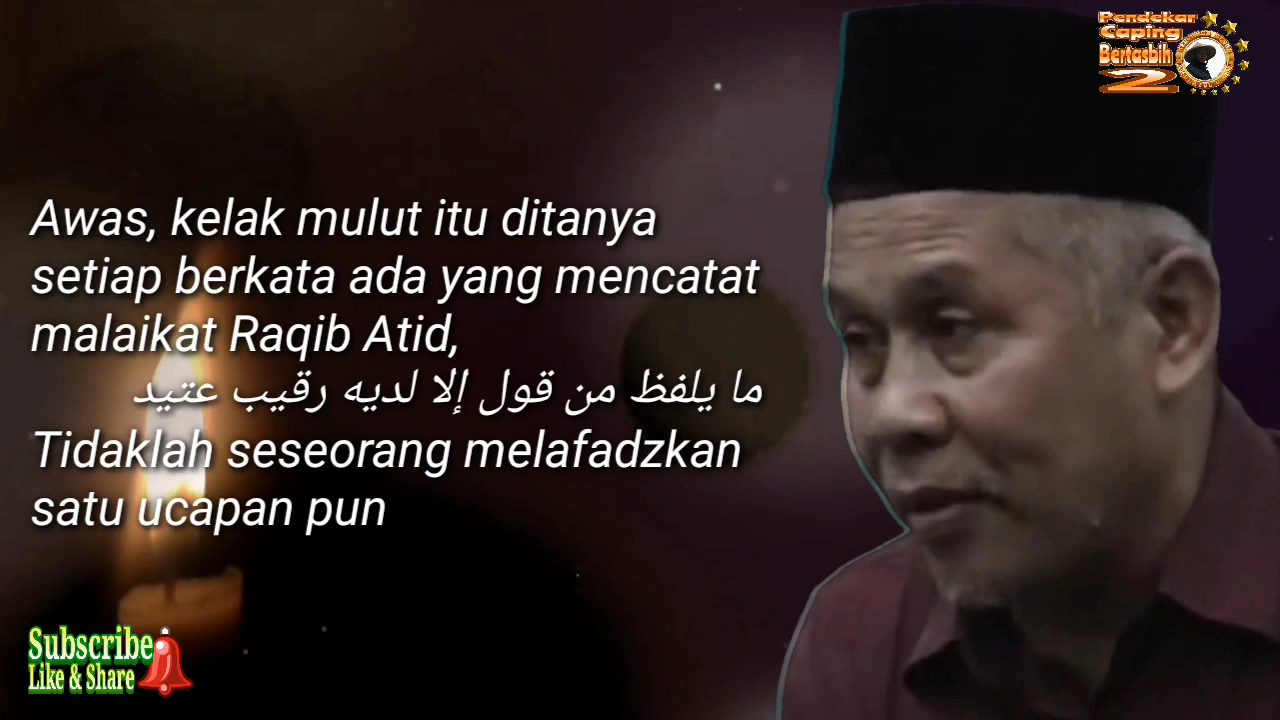 Pendekar
Caping
Bertasbih
2
Awas, kelak mulut itu ditanya
setiap berkata ada yang mencatat
malaikat Raqib Atid,
ما يلفظ من قول إلا لديه رقيب عتيد
Tidaklah seseorang melafadzkan
satu ucapan pun
Subscribe
Like & Share